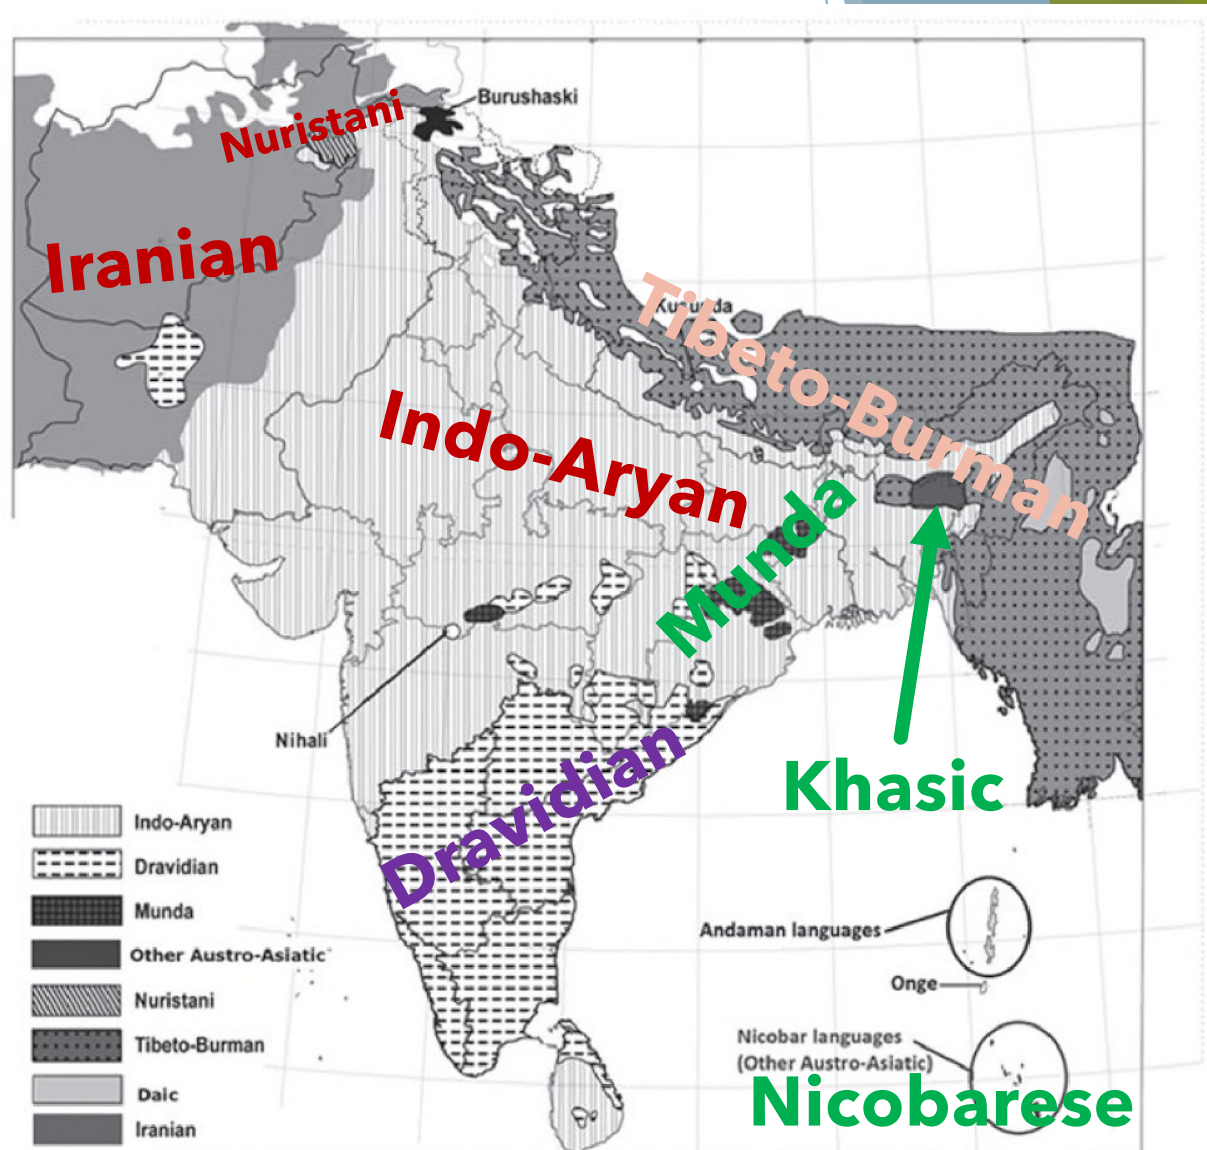 Burushaski
Nuristani
Iranian
Kusunda
Tibeto-Burman
Indo-Aryan
Munda
Nihali
Dravidian
Khasic
Indo-Aryan
Dravidian
Munda
Other Austro-Asiatic
Nuristani
Tibeto-Burman
Daic
Iranian
Andaman languages
Onge
Nicobar languages
(Other Austro-Asiatic)
Nicobarese